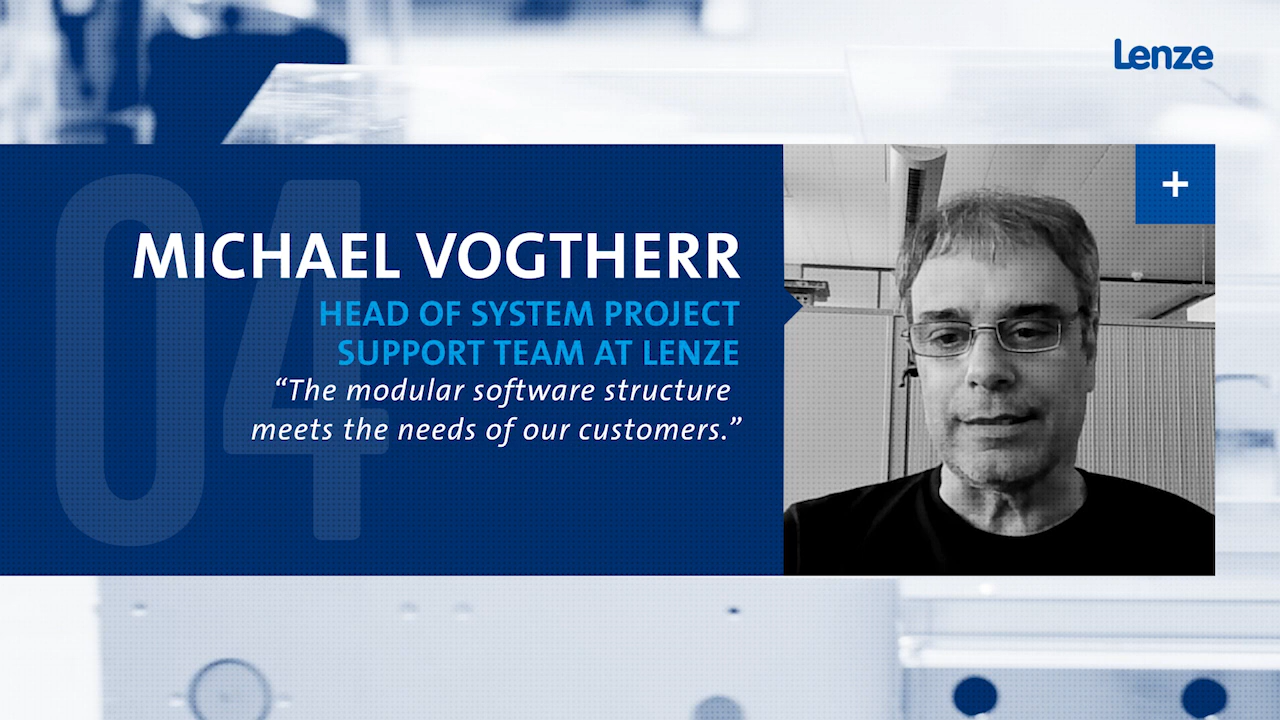 Lenze
04
+
MICHAEL VOGTHERR
HEAD OF SYSTEM PROJECT
SUPPORT TEAM AT LENZE
“The modular software structure
meets the needs of our customers.”